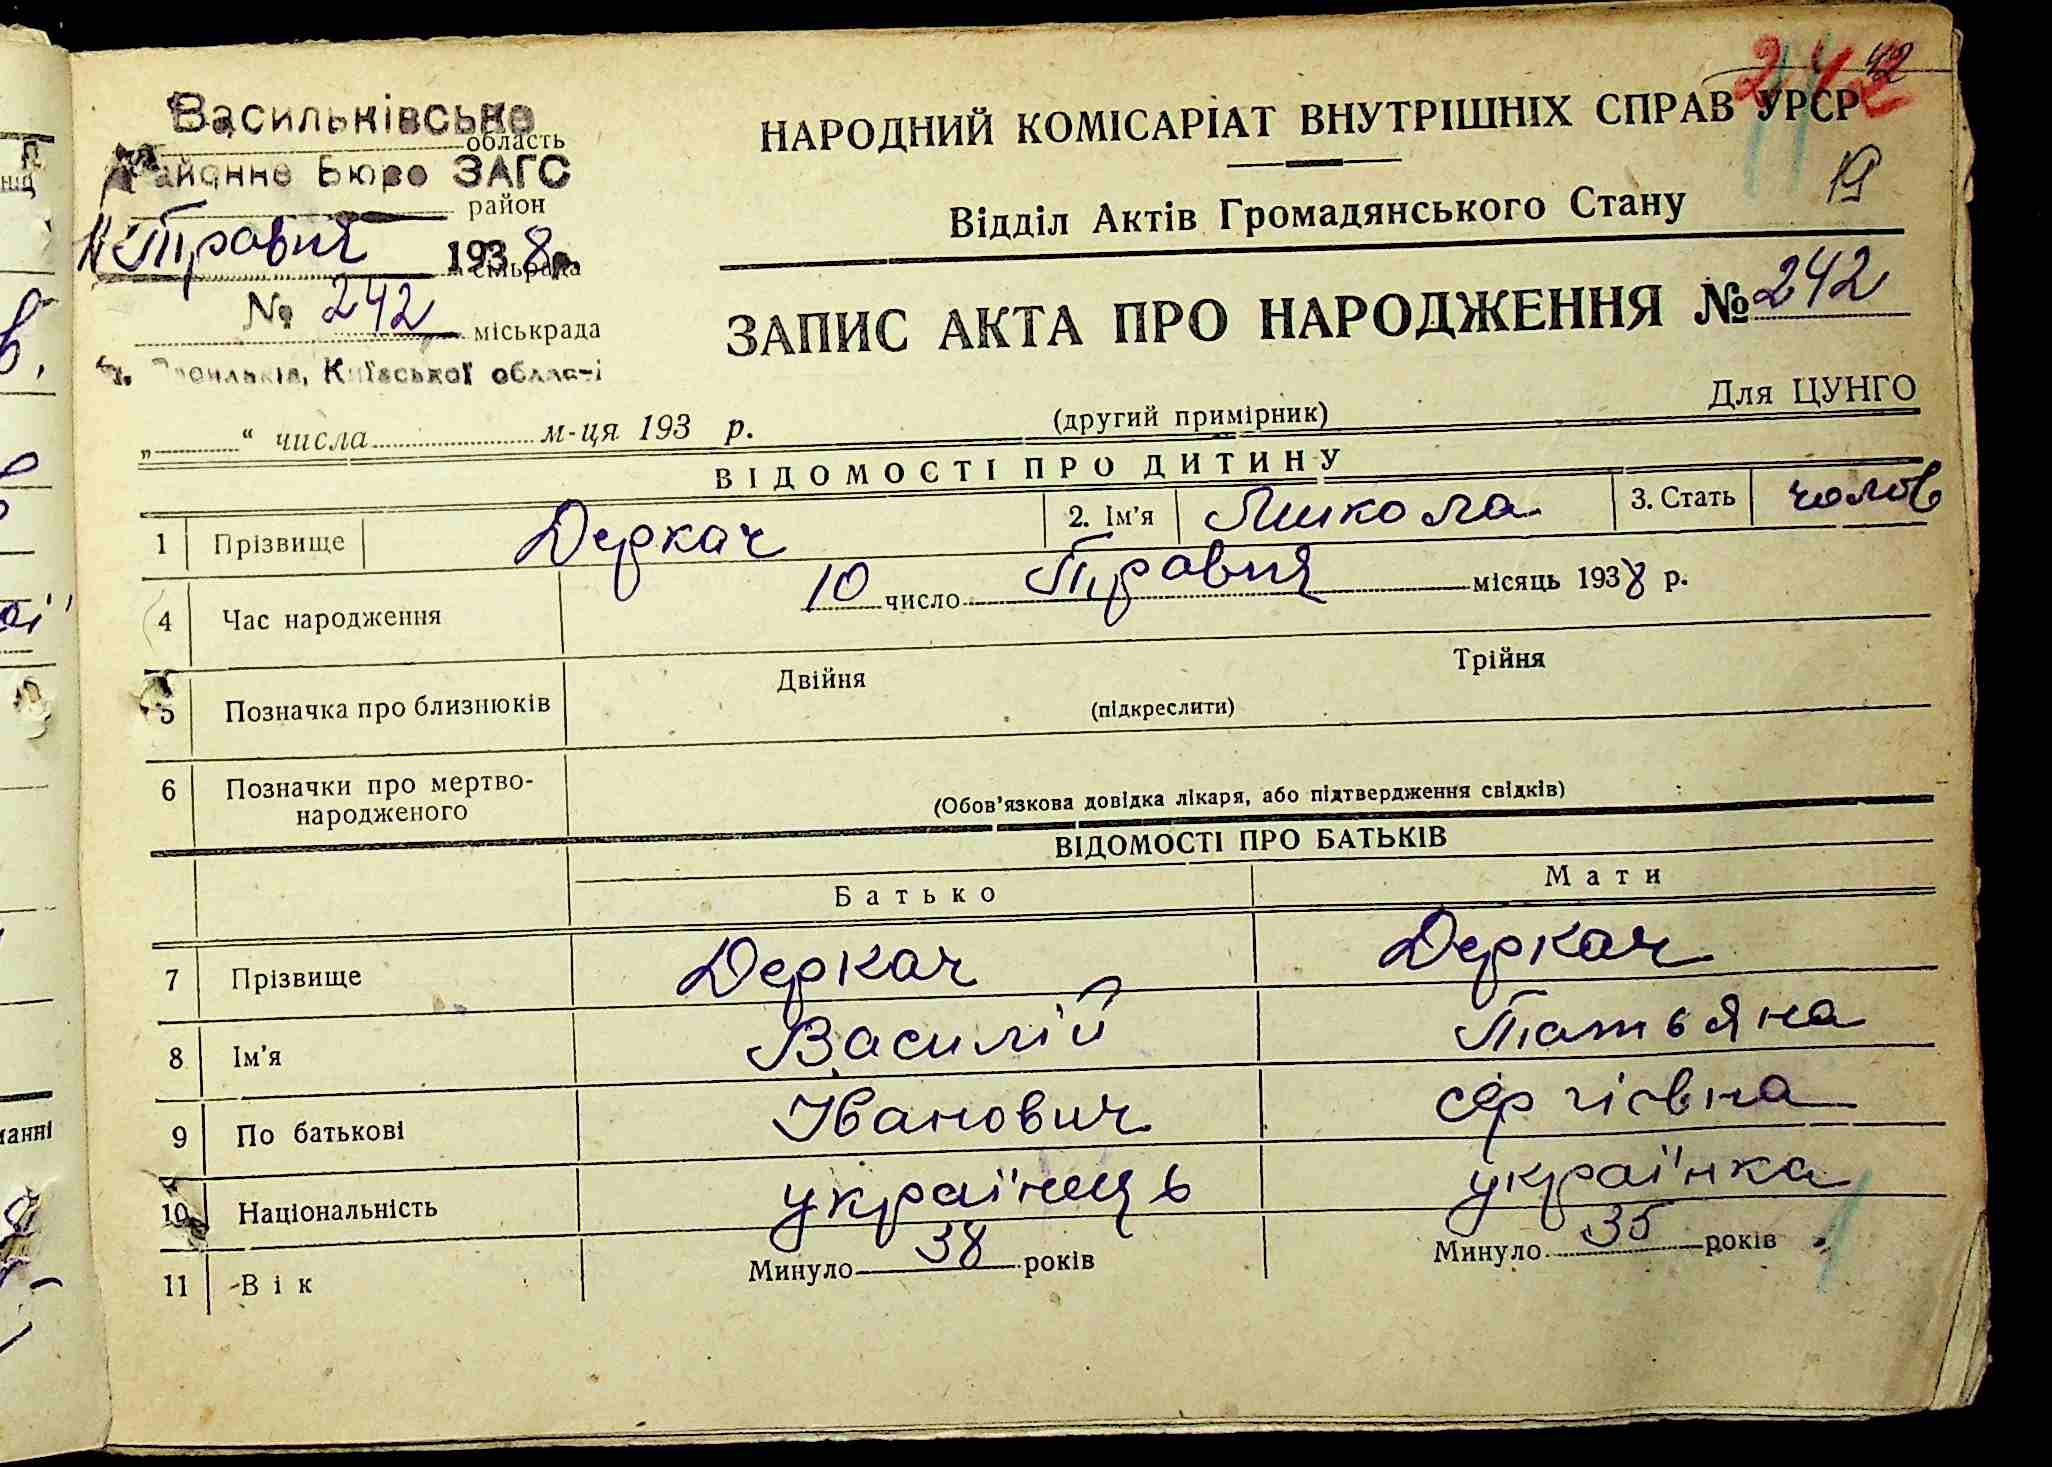 Васильківське
область
Районне Бюро ЗАГС
район
Травня 1938 р.
сільрада
№ 242
міськрада
м. Васильків, Київської області
„ “ числа м-ця 193 р.
242
НАРОДНИЙ КОМІСАРІАТ ВНУТРІШНІХ СПРАВ УРСР
Відділ Актів Громадянського Стану
ЗАПИС АКТА ПРО НАРОДЖЕННЯ № 242
(другий примірник) Для ЦУНГО
ВІДОМОСТІ ПРО ДИТИНУ
1 Прізвище Деркач 2. Ім’я Микола 3. Стать чолов
4 Час народження 10 число Травня місяць 1938 р.
5 Позначка про близнюків Двійня Трійня
(підкреслити)
6 Позначки про мертво-
народженого
(Обов’язкова довідка лікаря, або підтвердження свідків)
ВІДОМОСТІ ПРО БАТЬКІВ
Батько Мати
7 Прізвище Деркач Деркач
8 Ім’я Василій Татьяна
9 По батькові Іванович Сергієвна
10 Національність українець українка
11 Вік Минуло 38 років Минуло 35 років